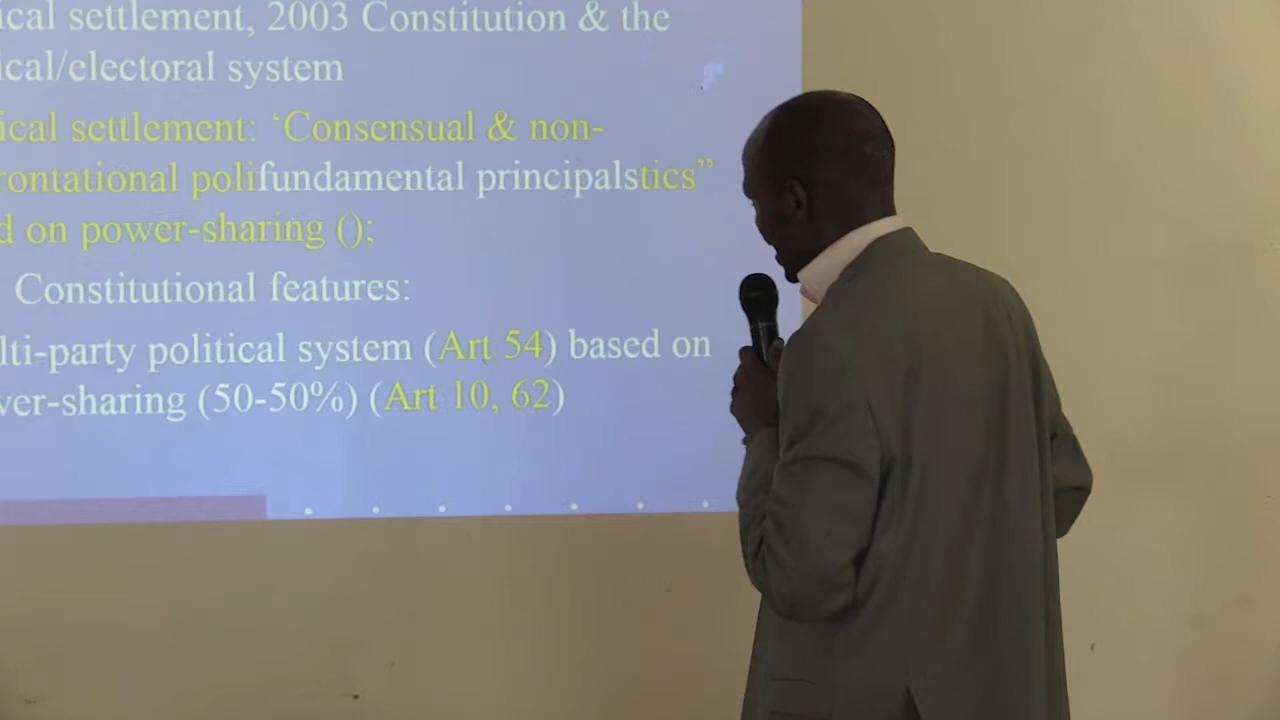 ical settlement, 2003 Constitution & the
ical/electoral system
ical settlement: ‘Consensual & non-
rontational polifundamental principalstics”
d on power-sharing ();
Constitutional features:
lti-party political system (Art 54) based on
ver-sharing (50-50%) (Art 10, 62)